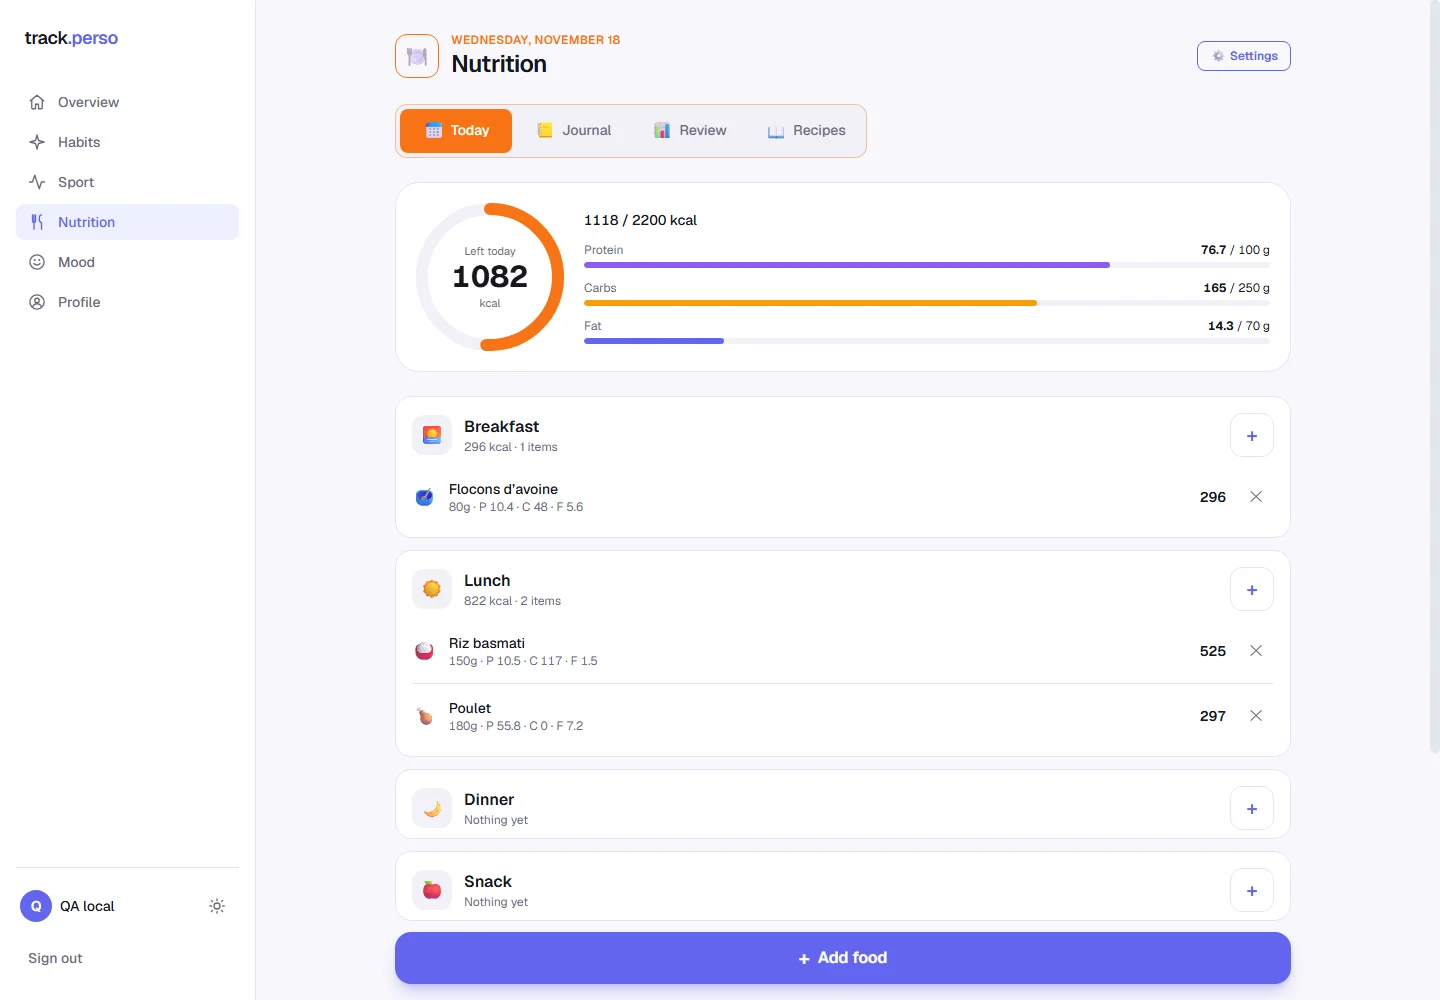 track.perso
Overview
Habits
Sport
Nutrition
Mood
Profile
Q
QA local
Sign out
WEDNESDAY, NOVEMBER 18
Nutrition
Settings
Today
Journal
Review
Recipes
Left today
1082
kcal
1118 / 2200 kcal
Protein
76.7 / 100 g
Carbs
165 / 250 g
Fat
14.3 / 70 g
Breakfast
296 kcal · 1 items
+
Flocons d’avoine
80g · P 10.4 · C 48 · F 5.6
296
Lunch
822 kcal · 2 items
+
Riz basmati
150g · P 10.5 · C 117 · F 1.5
525
Poulet
180g · P 55.8 · C 0 · F 7.2
297
Dinner
Nothing yet
+
Snack
Nothing yet
+
+ Add food